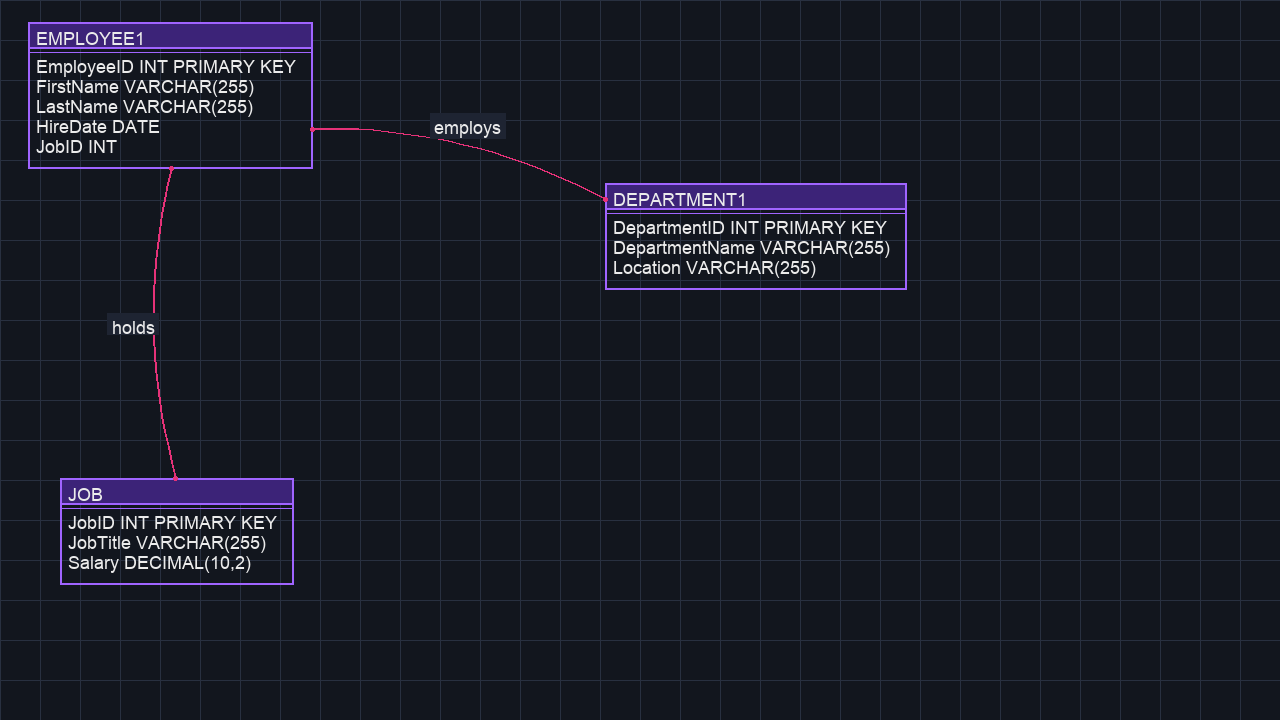 EMPLOYEE1
EmployeeID INT PRIMARY KEY
FirstName VARCHAR(255)
LastName VARCHAR(255)
HireDate DATE
JobID INT
employs
DEPARTMENT1
DepartmentID INT PRIMARY KEY
DepartmentName VARCHAR(255)
Location VARCHAR(255)
holds
JOB
JobID INT PRIMARY KEY
JobTitle VARCHAR(255)
Salary DECIMAL(10,2)